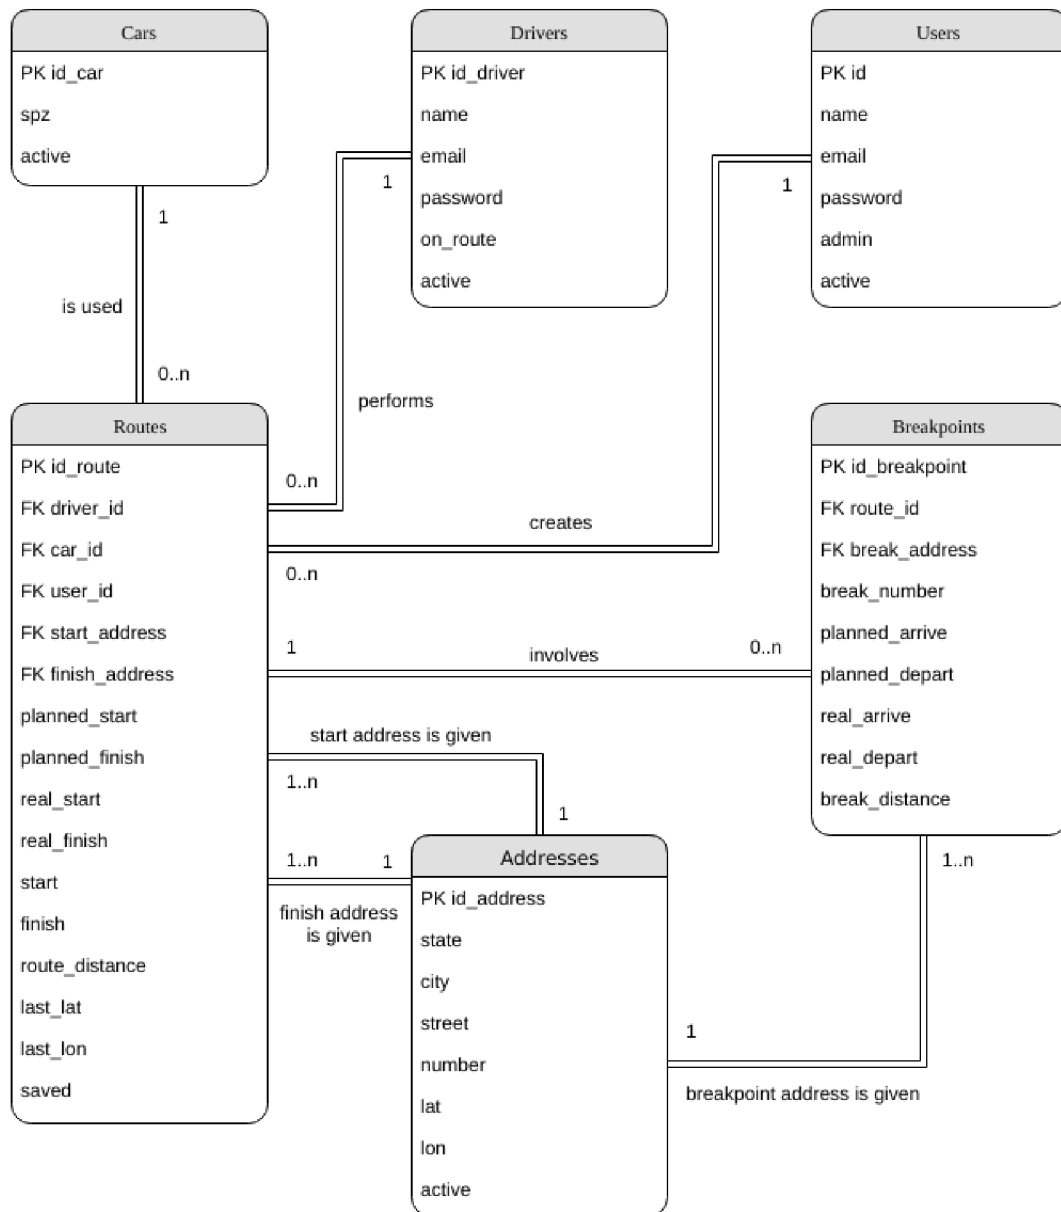 Cars
PK id_car
spz
active
Drivers
PK id_driver
name
email
password
on_route
active
Users
PK id
name
email
password
admin
active
1
is used
0..n
1
performs
0..n
1
creates
0..n
Routes
PK id_route
FK driver_id
FK car_id
FK user_id
FK start_address
FK finish_address
planned_start
planned_finish
real_start
real_finish
start
finish
route_distance
last_lat
last_lon
saved
Breakpoints
PK id_breakpoint
FK route_id
FK break_address
break_number
planned_arrive
planned_depart
real_arrive
real_depart
break_distance
1
involves
0..n
start address is given
1..n
1
1..n
1
finish address
is given
Addresses
PK id_address
state
city
street
number
lat
lon
active
1..n
1
breakpoint address is given